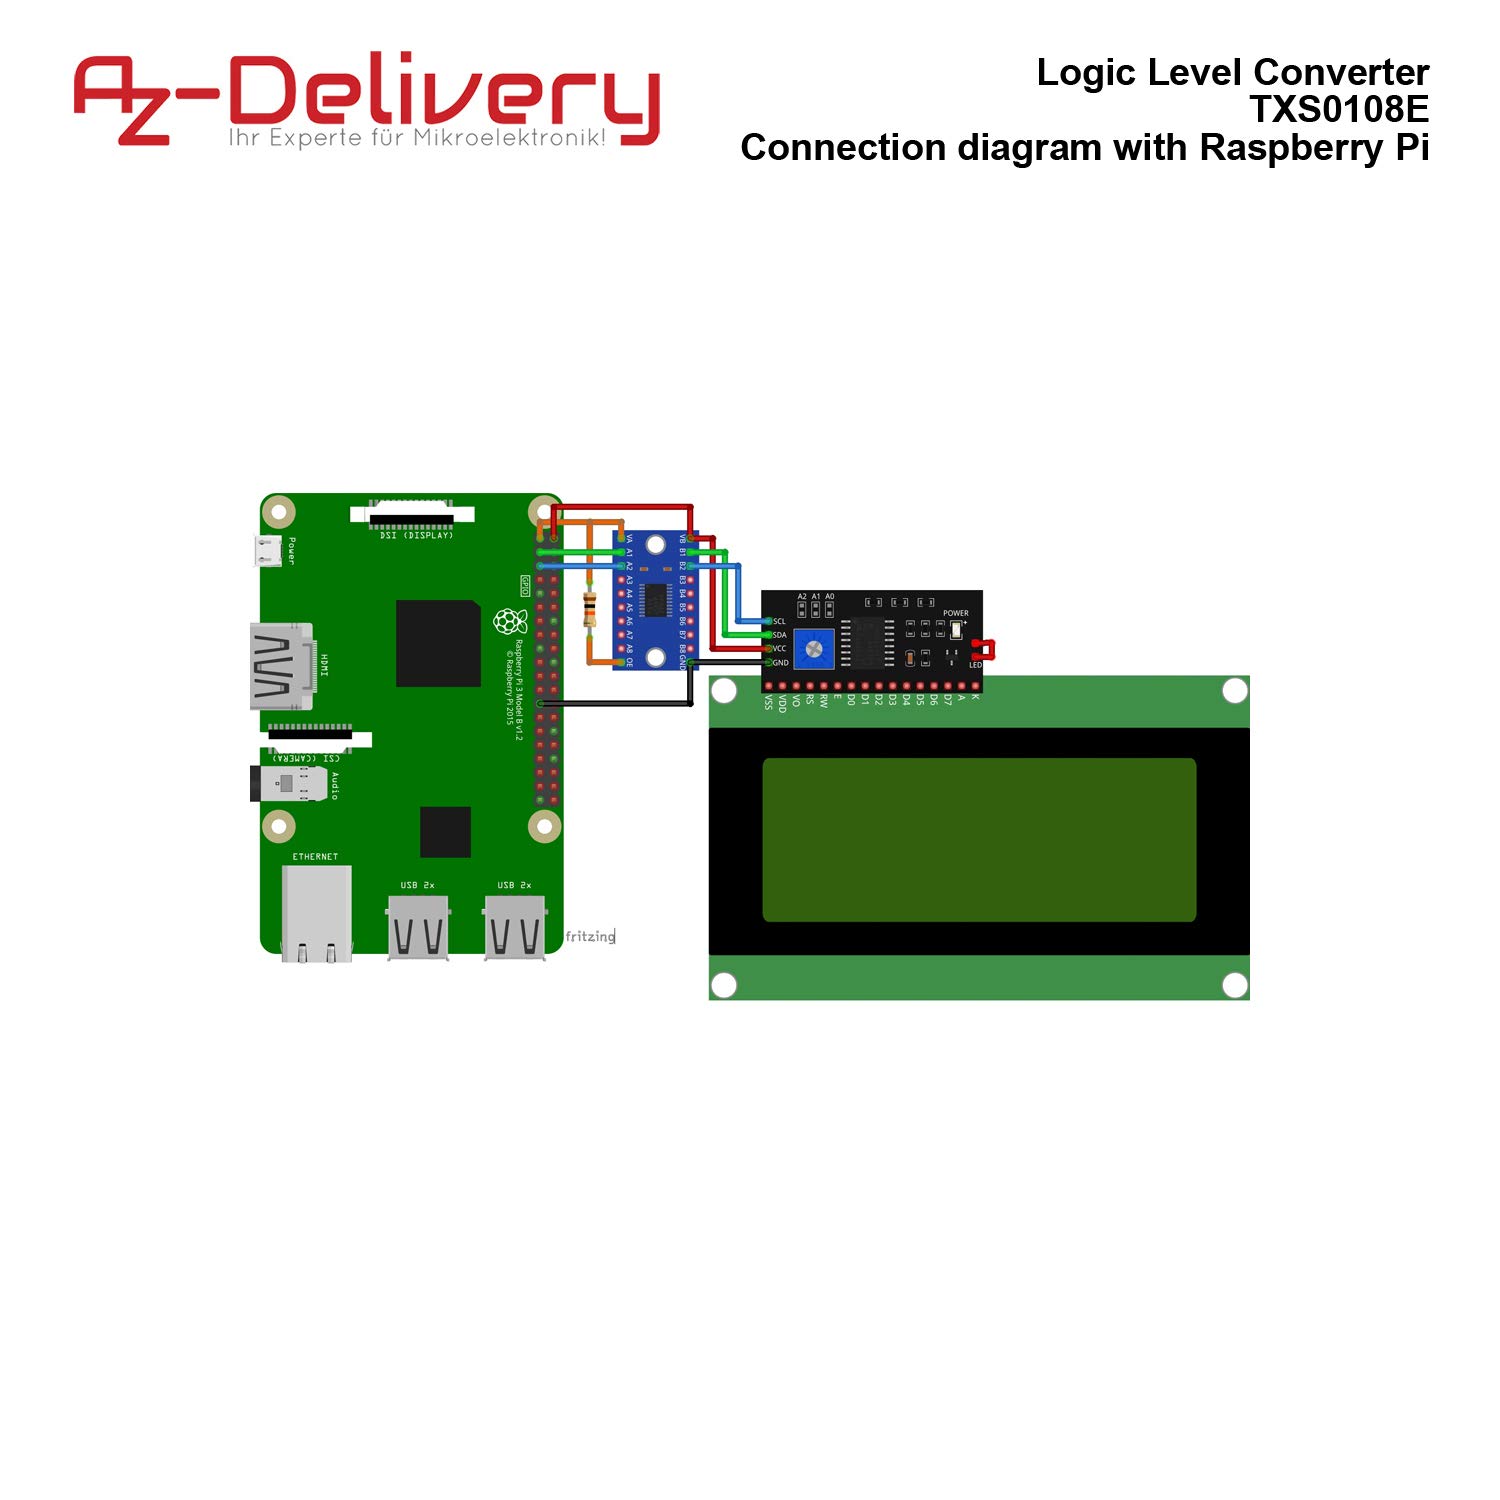 Az-Delivery
Ihr Experte für Mikroelektronik!
Logic Level Converter
TXS0108E
Connection diagram with Raspberry Pi
DSI (DISPLAY)
Power
GPIO
HDMI
Raspberry Pi 3 Model B v1.2
© Raspberry Pi 2015
CSI (CAMERA)
Audio
ETHERNET
USB 2x
USB 2x
fritzing
VA
A1
A2
A3
A4
A5
A6
A7
A8
OE
VB
B1
B2
B3
B4
B5
B6
B7
B8
GND
A2 A1 A0
POWER
+
SCL
SDA
VCC
GND
LED
VSS
VDD
VO
RS
RW
E
D0
D1
D2
D3
D4
D5
D6
D7
A
K